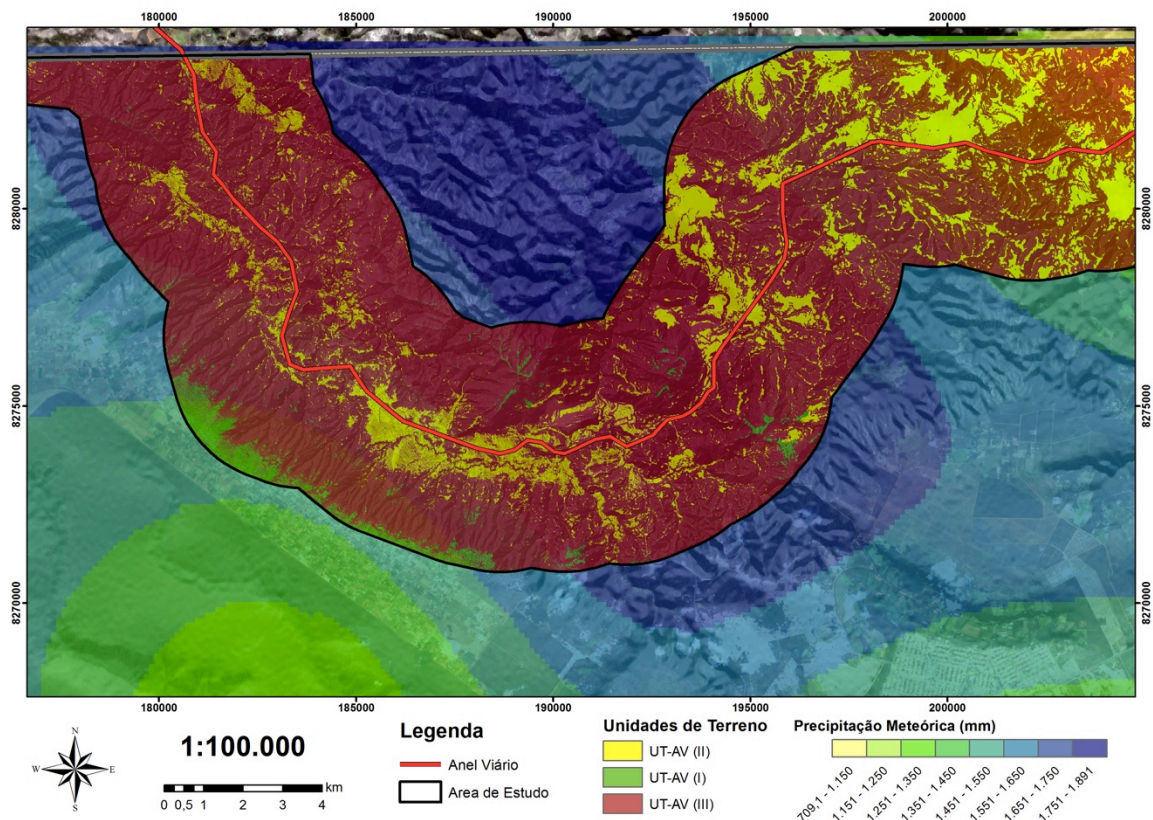 180000 185000 190000 195000 200000
8280000 8280000
8275000 8275000
8270000 8270000
180000 185000 190000 195000 200000
N
W E
S
1:100.000
km
0 0,5 1 2 3 4
Legenda
Anel Viário
Area de Estudo
Unidades de Terreno
UT-AV (II)
UT-AV (I)
UT-AV (III)
Precipitação Meteórica (mm)
709,1 - 1.150
1.151 - 1.250
1.251 - 1.350
1.351 - 1.450
1.451 - 1.550
1.551 - 1.650
1.651 - 1.750
1.751 - 1.891